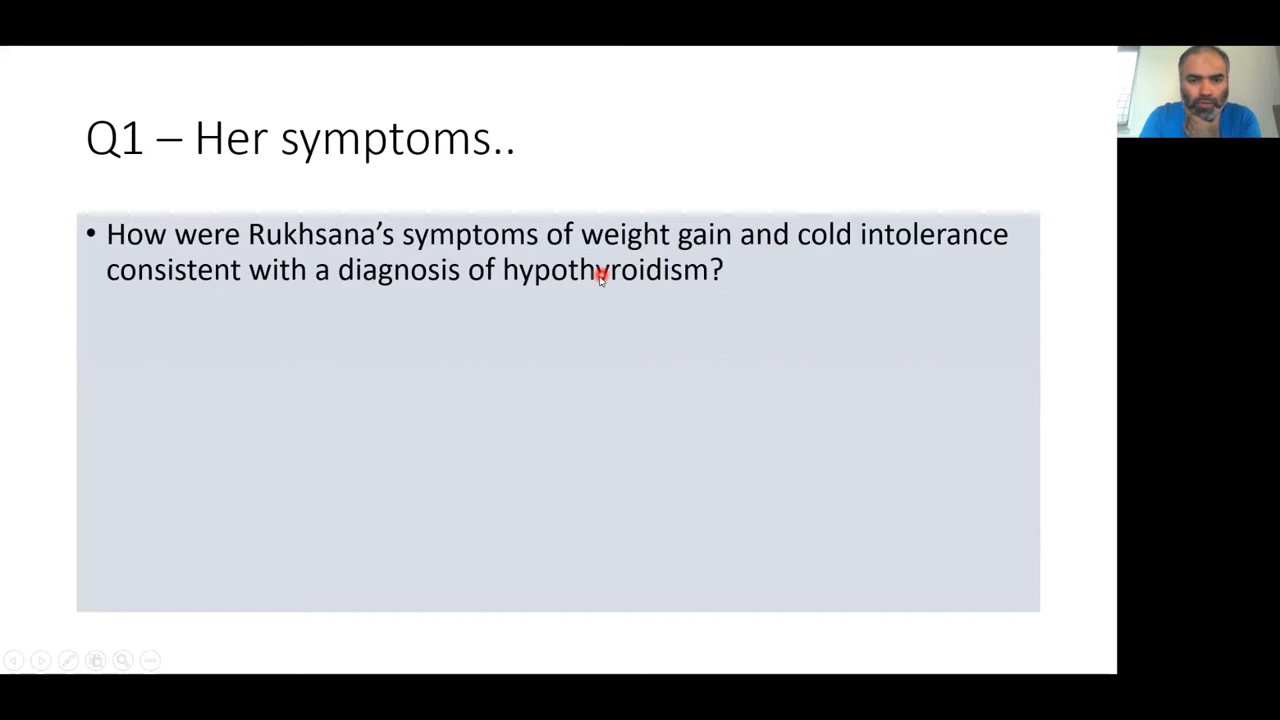 Q1 – Her symptoms..
• How were Rukhsana’s symptoms of weight gain and cold intolerance
consistent with a diagnosis of hypothyroidism?